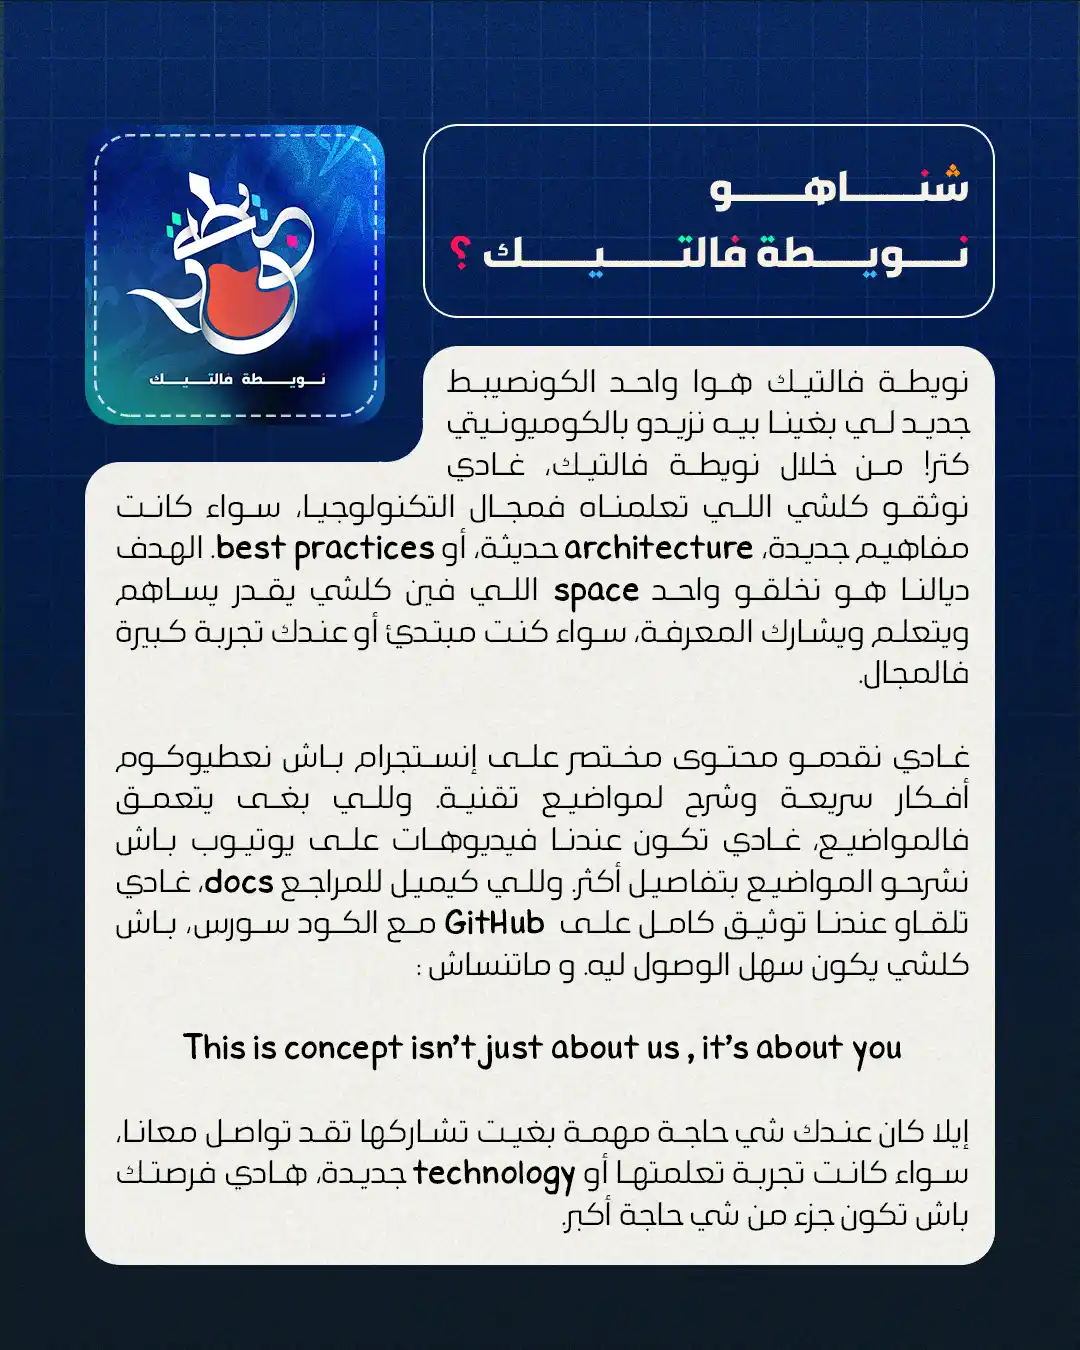 شناهو
نويطة فالتيك ؟
نويطة
نويطة فالتيك
نويطة فالتيك هوا واحد الكونصيبط
جديد لي بغينا بيه نزيدو بالكوميونيتي
كتر! من خلال نويطة فالتيك، غادي
نوثقو كلشي اللي تعلمناه فمجال التكنولوجيا، سواء كانت
مفاهيم جديدة، architecture حديثة، أو best practices. الهدف
ديالنا هو نخلقو واحد space اللي فين كلشي يقدر يساهم
ويتعلم ويشارك المعرفة، سواء كنت مبتدئ أو عندك تجربة كبيرة
فالمجال.
غادي نقدمو محتوى مختصر على إنستجرام باش نعطيوكوم
أفكار سريعة وشرح لمواضيع تقنية. وللي بغى يتعمق
فالمواضيع، غادي تكون عندنا فيديوهات على يوتيوب باش
نشرحو المواضيع بتفاصيل أكثر. وللي كيميل للمراجع docs، غادي
تلقاو عندنا توثيق كامل على GitHub مع الكود سورس، باش
كلشي يكون سهل الوصول ليه. و ماتنساش :
This is concept isn't just about us , it's about you
إيلا كان عندك شي حاجة مهمة بغيت تشاركها تقد تواصل معانا،
سواء كانت تجربة تعلمتها أو technology جديدة، هادي فرصتك
باش تكون جزء من شي حاجة أكبر.